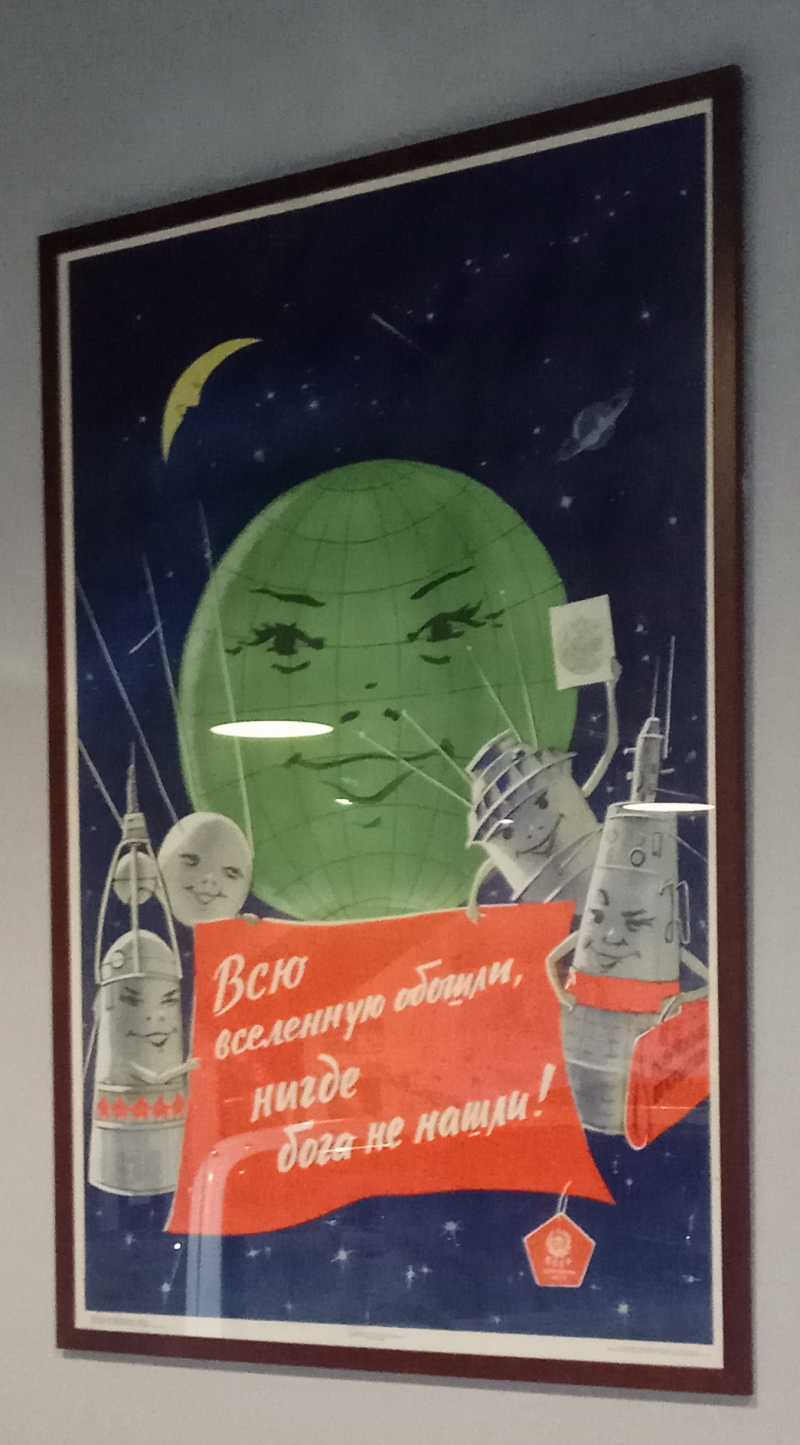 Всю
вселенную обошли,
нигде
бога не нашли!